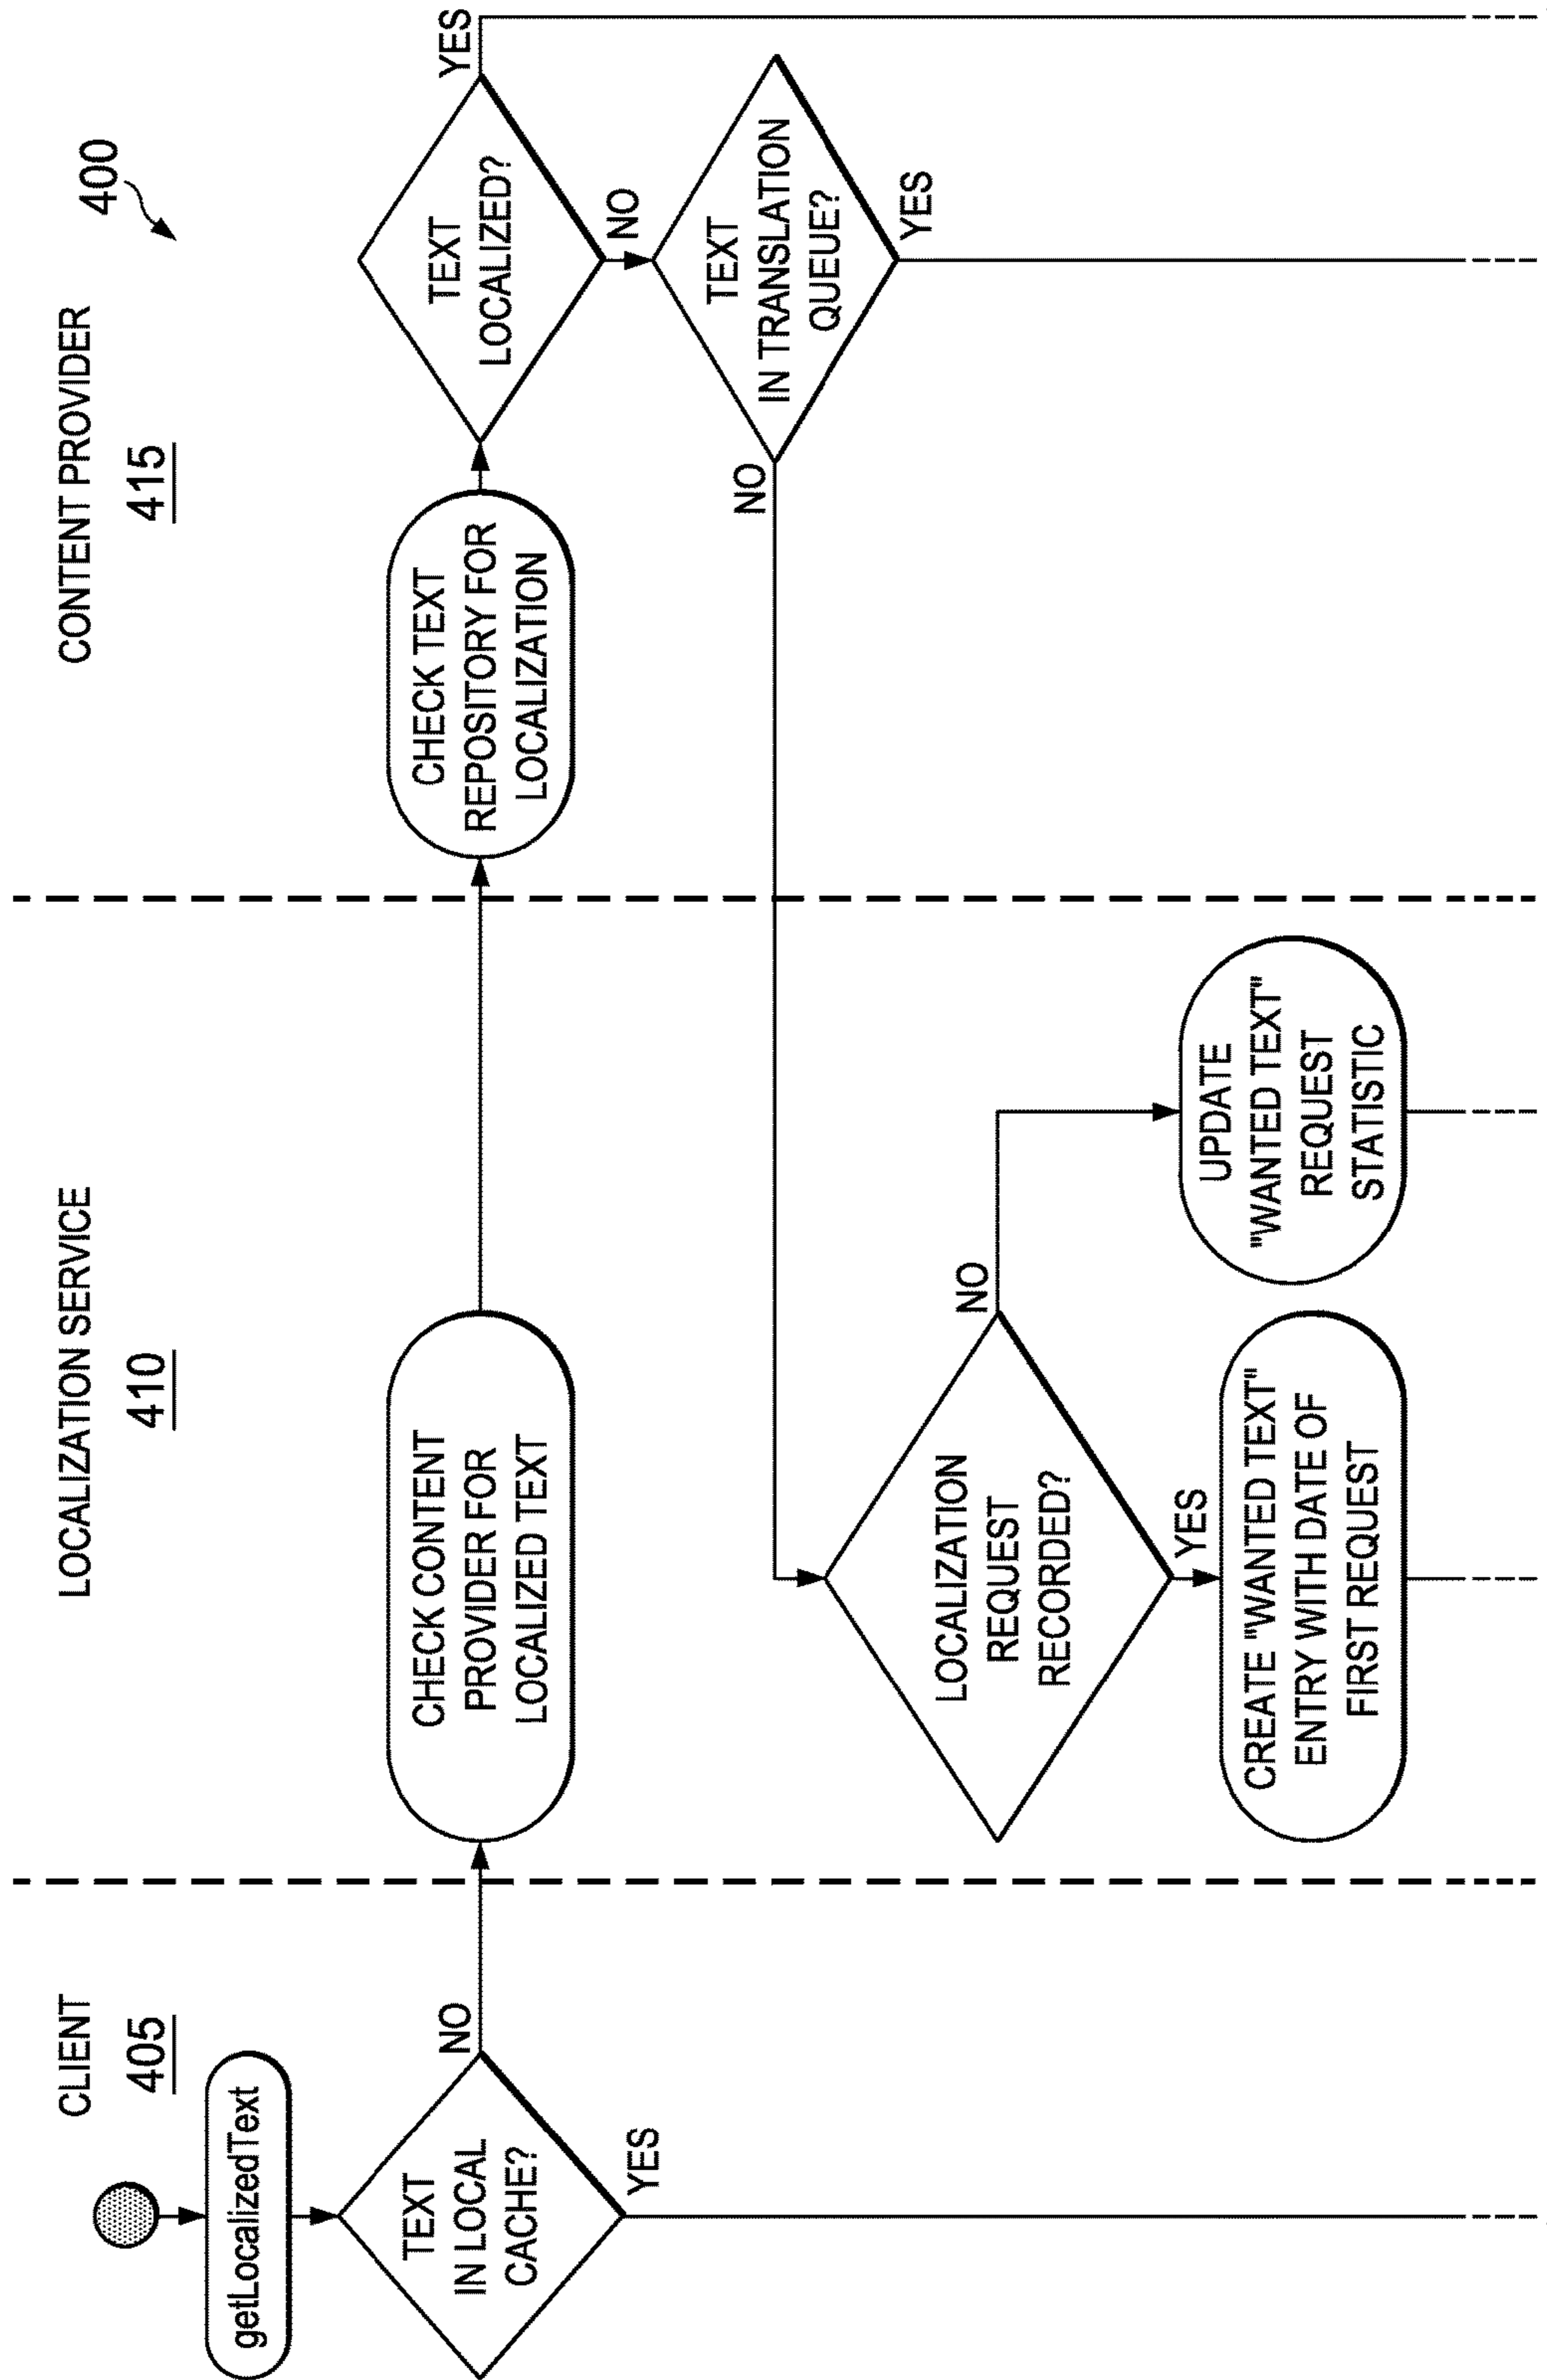 400
CLIENT
405
LOCALIZATION SERVICE
410
CONTENT PROVIDER
415
getLocalizedText
TEXT
IN LOCAL
CACHE?
NO
YES
CHECK CONTENT
PROVIDER FOR
LOCALIZED TEXT
CHECK TEXT
REPOSITORY FOR
LOCALIZATION
TEXT
LOCALIZED?
YES
NO
TEXT
IN TRANSLATION
QUEUE?
NO
YES
LOCALIZATION
REQUEST
RECORDED?
NO
YES
UPDATE
"WANTED TEXT"
REQUEST
STATISTIC
CREATE "WANTED TEXT"
ENTRY WITH DATE OF
FIRST REQUEST